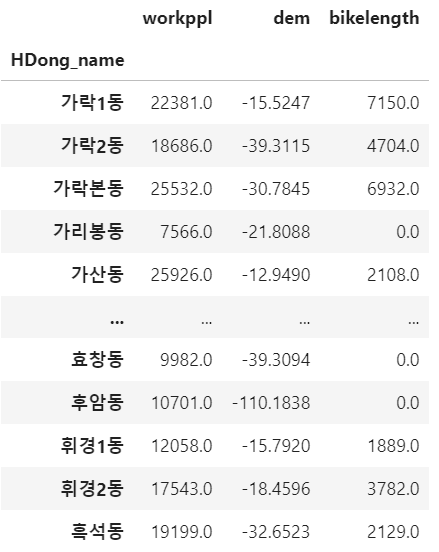 workppl dem bikelength
HDong_name
가락1동 22381.0 -15.5247 7150.0
가락2동 18686.0 -39.3115 4704.0
가락본동 25532.0 -30.7845 6932.0
가리봉동 7566.0 -21.8088 0.0
가산동 25926.0 -12.9490 2108.0
... ... ... ...
효창동 9982.0 -39.3094 0.0
후암동 10701.0 -110.1838 0.0
휘경1동 12058.0 -15.7920 1889.0
휘경2동 17543.0 -18.4596 3782.0
흑석동 19199.0 -32.6523 2129.0